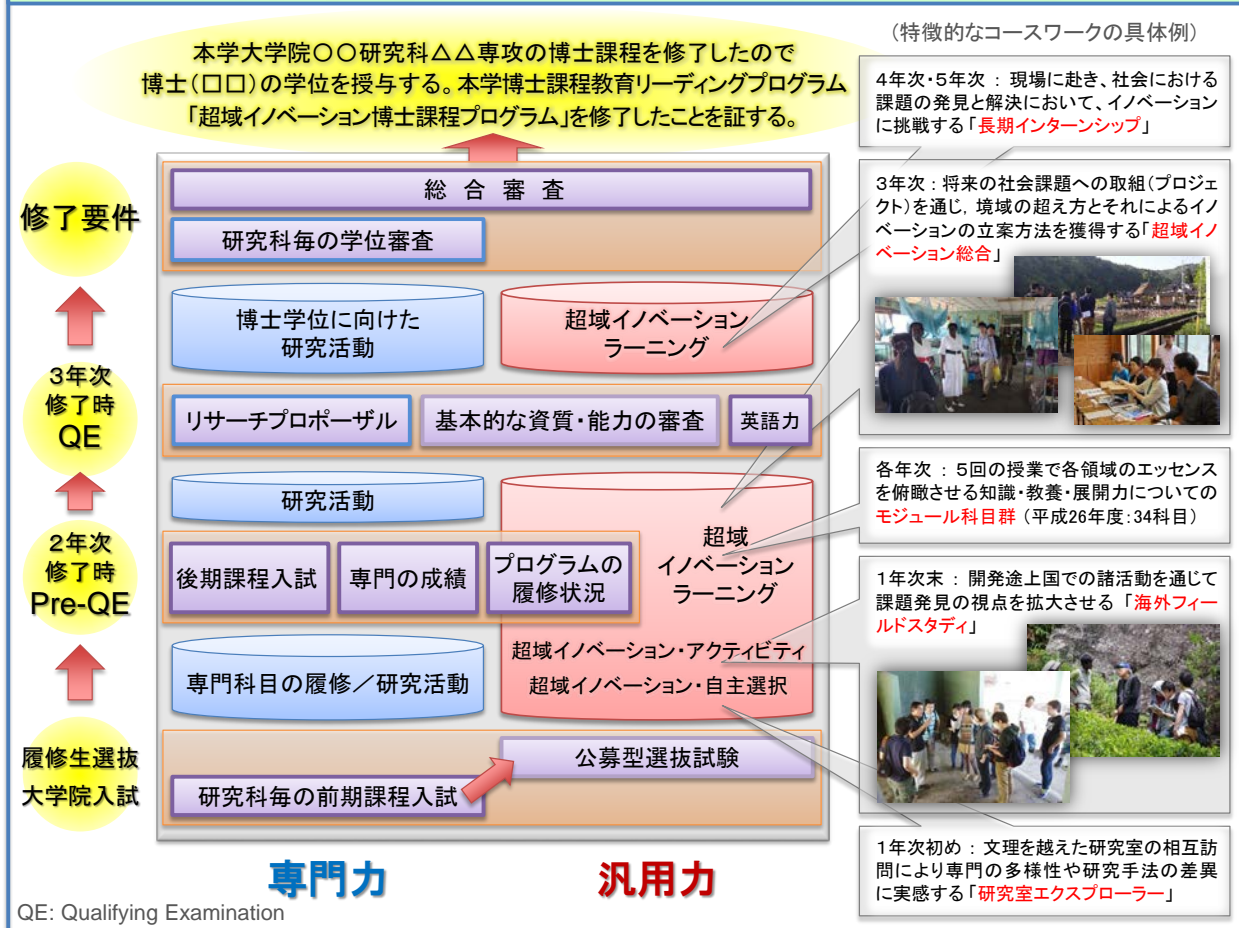 本学大学院○○研究科△△専攻の博士課程を修了したので
博士(□□)の学位を授与する。本学博士課程教育リーディングプログラム
「超域イノベーション博士課程プログラム」を修了したことを証する。
修了要件
3年次
修了時
QE
2年次
修了時
Pre-QE
履修生選抜
大学院入試
総合審査
研究科毎の学位審査
博士学位に向けた
研究活動
超域イノベーション
ラーニング
リサーチプロポーザル
基本的な資質・能力の審査
英語力
研究活動
超域
イノベーション
ラーニング
後期課程入試
専門の成績
プログラムの
履修状況
専門科目の履修/研究活動
超域イノベーション・アクティビティ
超域イノベーション・自主選択
公募型選抜試験
研究科毎の前期課程入試
専門力
汎用力
QE: Qualifying Examination
(特徴的なコースワークの具体例)
4年次・5年次 : 現場に赴き、社会における
課題の発見と解決において、イノベーション
に挑戦する「長期インターンシップ」
3年次 : 将来の社会課題への取組(プロジェ
クト)を通じ, 境域の超え方とそれによるイノ
ベーションの立案方法を獲得する「超域イノ
ベーション総合」
各年次 : 5回の授業で各領域のエッセンス
を俯瞰させる知識・教養・展開力についての
モジュール科目群 (平成26年度:34科目)
1年次末 : 開発途上国での諸活動を通じて
課題発見の視点を拡大させる 「海外フィー
ルドスタディ」
1年次初め : 文理を越えた研究室の相互訪
問により専門の多様性や研究手法の差異
に実感する「研究室エクスプローラー」